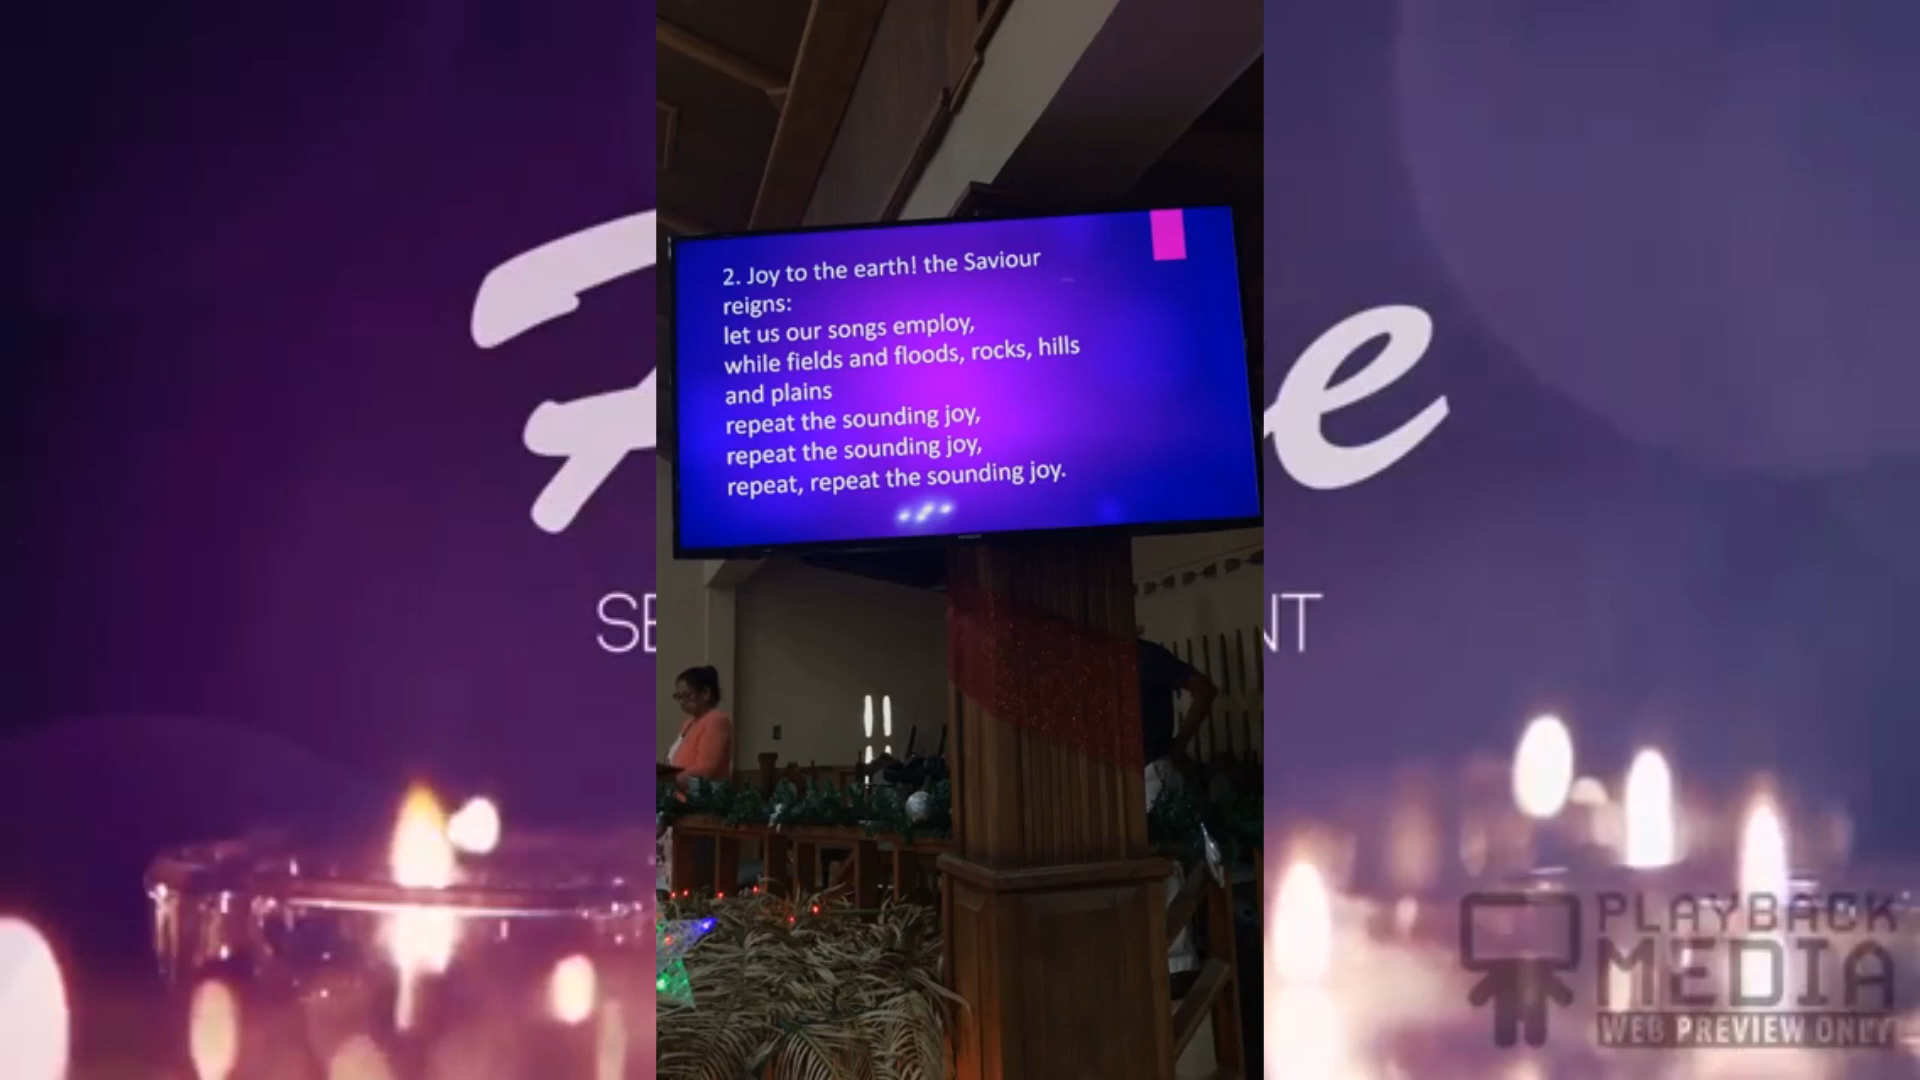 2. Joy to the earth! the Saviour
reigns:
let us our songs employ,
while fields and floods, rocks, hills
and plains
repeat the sounding joy,
repeat the sounding joy,
repeat, repeat the sounding joy.
PLAYBACK
MEDIA
WEB PREVIEW ONLY